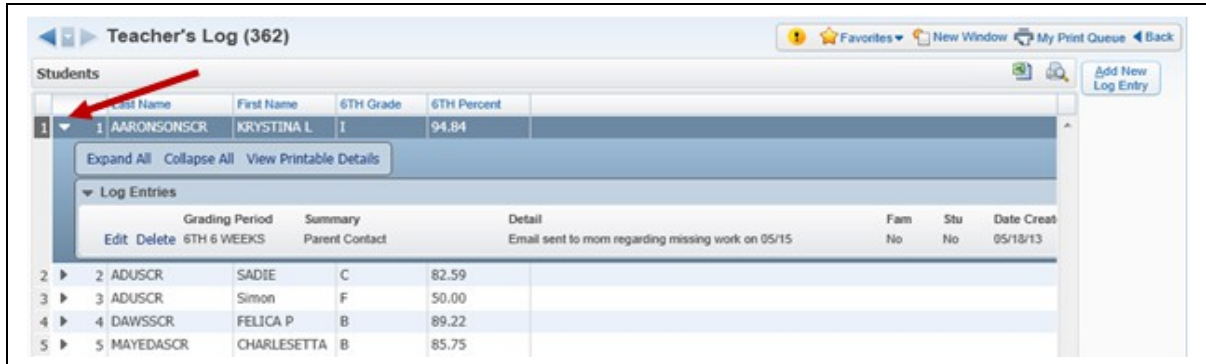 Teacher's Log (362)
Favorites New Window My Print Queue Back
Students
Add New
Log Entry
Last Name First Name 6TH Grade 6TH Percent
1 1 AARONSONSCR KRYSTINA L I 94.84
Expand All Collapse All View Printable Details
Log Entries
Grading Period Summary Detail Fam Stu Date Creat
Edit Delete 6TH 6 WEEKS Parent Contact Email sent to mom regarding missing work on 05/15 No No 05/18/13
2 2 ADUSCR SADIE C 82.59
3 3 ADUSCR Simon F 50.00
4 4 DAWSSCR FELICA P B 89.22
5 5 MAYEDASCR CHARLESETTA B 85.75